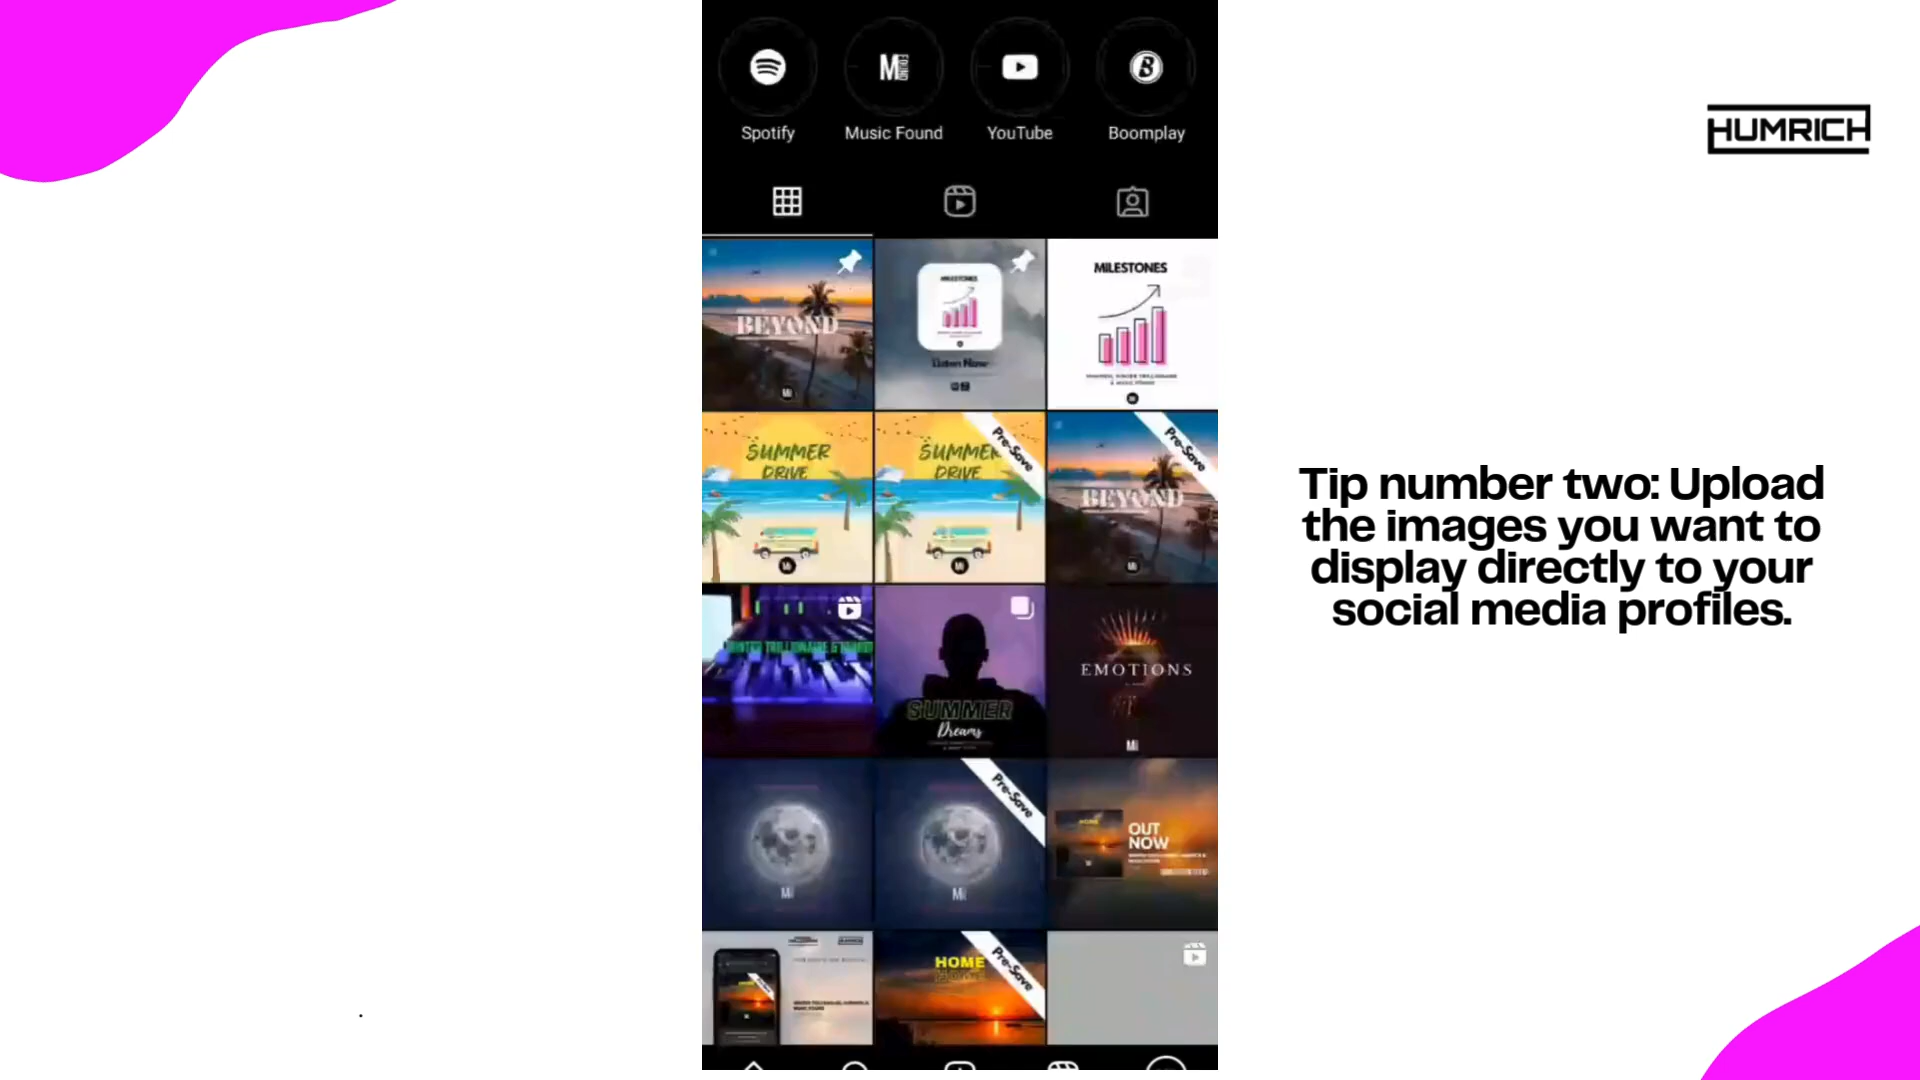 Spotify
Music Found
YouTube
Boomplay
HUMRICH
BEYOND
MILESTONES
Listen Now
MILESTONES
SUMMER
DRIVE
SUMMER
DRIVE
Pre-Save
BEYOND
Pre-Save
SUMMER
Dreams
EMOTIONS
Pre-Save
OUT
NOW
HOME
Pre-Save
Tip number two: Upload
the images you want to
display directly to your
social media profiles.